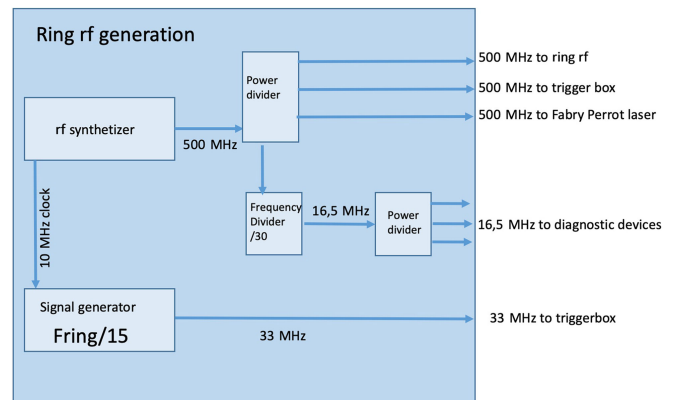 Ring rf generation
500 MHz to ring rf
Power
divider
500 MHz to trigger box
500 MHz to Fabry Perrot laser
rf synthetizer
500 MHz
10 MHz clock
Frequency
Divider
/30
16,5 MHz
Power
divider
16,5 MHz to diagnostic devices
Signal generator
Fring/15
33 MHz
33 MHz to triggerbox